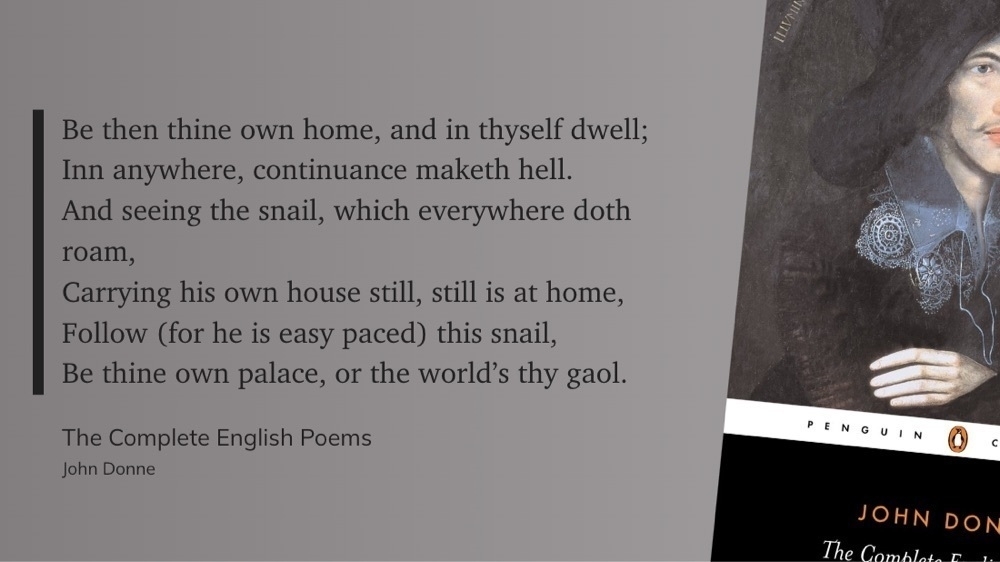 Be then thine own home, and in thyself dwell;
Inn anywhere, continuance maketh hell.
And seeing the snail, which everywhere doth
roam,
Carrying his own house still, still is at home,
Follow (for he is easy paced) this snail,
Be thine own palace, or the world’s thy gaol.
The Complete English Poems
John Donne
PENGUIN C
JOHN DON
The Complete